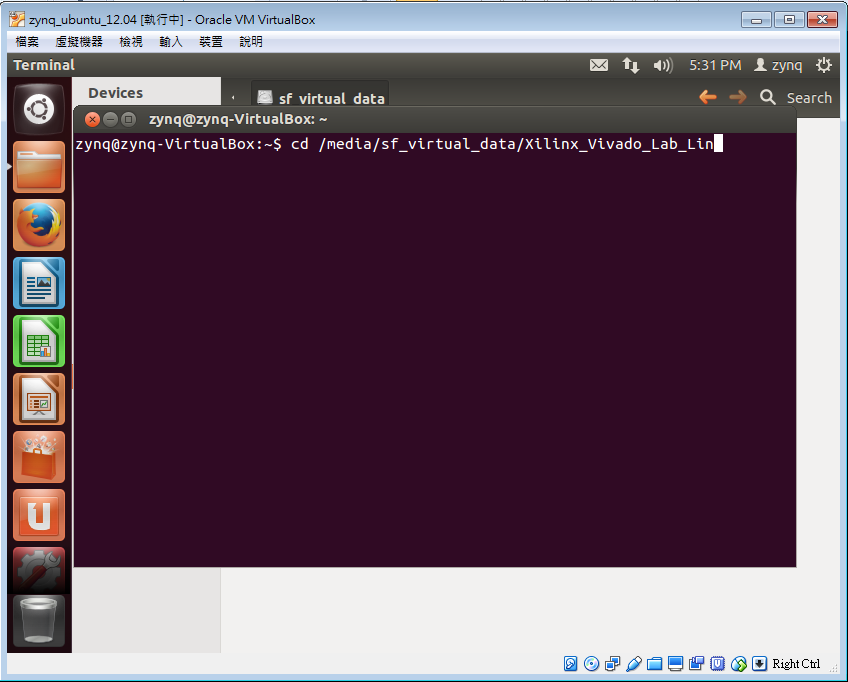 zynq_ubuntu_12.04 [執行中] - Oracle VM VirtualBox
檔案 虛擬機器 檢視 輸入 裝置 說明
Terminal 5:31 PM zynq
Devices sf_virtual_data Search
zynq@zynq-VirtualBox: ~
zynq@zynq-VirtualBox:~$ cd /media/sf_virtual_data/Xilinx_Vivado_Lab_Lin
Right Ctrl